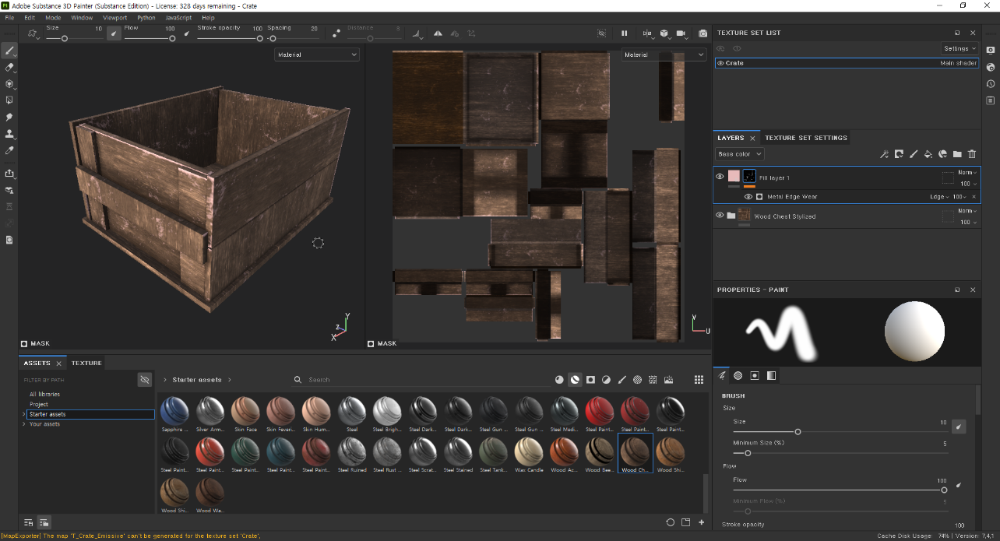 Pt Adobe Substance 3D Painter (Substance Edition) - License: 328 days remaining - Crate
File Edit Mode Window Viewport Python JavaScript Help
Size 10 Flow 100 Stroke opacity 100 Spacing 20 Distance 8
Material
Material
Y
Z
X
V
U
MASK
MASK
TEXTURE SET LIST
Settings
Crate Main shader
LAYERS TEXTURE SET SETTINGS
Base color
Fill layer 1 Norm 100
Metal Edge Wear Ldge 100
Wood Chest Stylized Norm 100
PROPERTIES - PAINT
BRUSH
Size
Size 10
Minimum Size (%) 5
Flow
Flow 100
Minimum Flow (%) 5
Stroke opacity 100
ASSETS TEXTURE
FILTER BY PATH
All libraries
Project
Starter assets
Your assets
Starter assets
Search
Sapphire ... Silver Arm... Skin Face Skin Feveri... Skin Hum... Steel Steel Brigh... Steel Dark... Steel Dark... Steel Gun ... Steel Gun ... Steel Medi... Steel Paint... Steel Paint... Steel Paint...
Steel Paint... Steel Paint... Steel Paint... Steel Paint... Steel Paint... Steel Ruined Steel Rust ... Steel Scrat... Steel Stained Steel Tank... Wax Candle Wood Ac... Wood Bee... Wood Ch... Wood Shi...
Wood Shi... Wood Wa...
[MapExporter] The map 'T_Crate_Emissive' can't be generated for the texture set 'Crate',
Cache Disk Usage: 74% | Version: 7,4,1